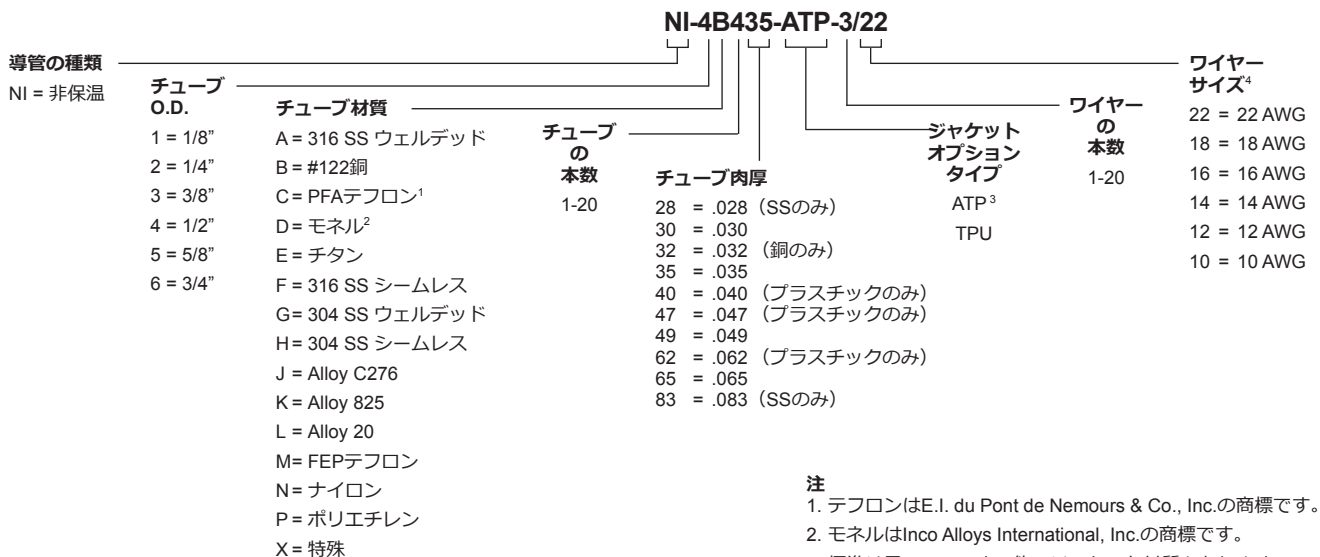 NI-4B435-ATP-3/22
導管の種類
NI = 非保温
チューブ
O.D.
1 = 1/8”
2 = 1/4”
3 = 3/8”
4 = 1/2”
5 = 5/8”
6 = 3/4”
チューブ材質
A = 316 SS ウェルデッド
B = #122銅
C = PFAテフロン1
D = モネル2
E = チタン
F = 316 SS シームレス
G= 304 SS ウェルデッド
H= 304 SS シームレス
J = Alloy C276
K = Alloy 825
L = Alloy 20
M= FEPテフロン
N = ナイロン
P = ポリエチレン
X = 特殊
チューブ
の
本数
1-20
チューブ肉厚
28 = .028（SSのみ）
30 = .030
32 = .032（銅のみ）
35 = .035
40 = .040（プラスチックのみ）
47 = .047（プラスチックのみ）
49 = .049
62 = .062（プラスチックのみ）
65 = .065
83 = .083（SSのみ）
ジャケット
オプション
タイプ
ATP 3
TPU
ワイヤー
の
本数
1-20
ワイヤー
サイズ4
22 = 22 AWG
18 = 18 AWG
16 = 16 AWG
14 = 14 AWG
12 = 12 AWG
10 = 10 AWG
注
1. テフロンはE.I. du Pont de Nemours & Co., Inc.の商標です。
2. モネルはInco Alloys International, Inc.の商標です。